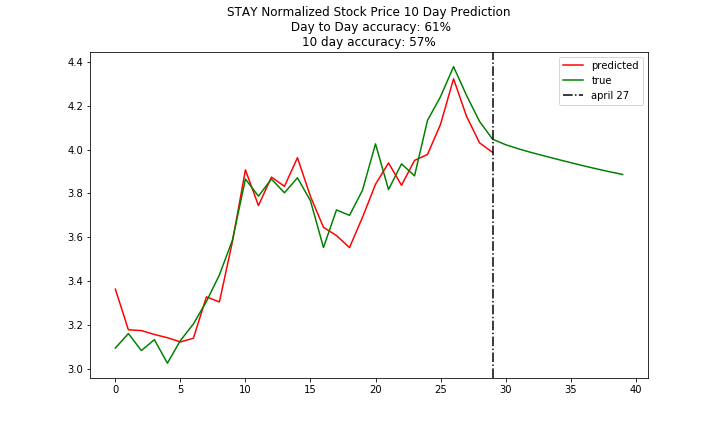 STAY Normalized Stock Price 10 Day Prediction
Day to Day accuracy: 61%
10 day accuracy: 57%
predicted
true
april 27
4.4
4.2
4.0
3.8
3.6
3.4
3.2
3.0
0 5 10 15 20 25 30 35 40